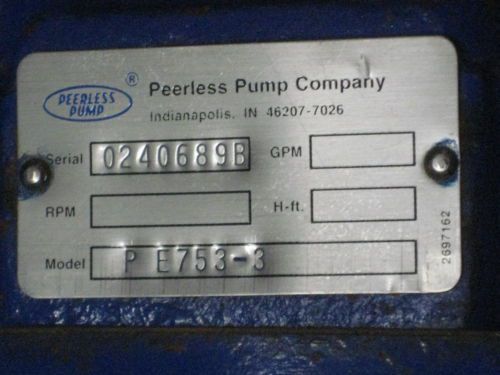 PEERLESS
PUMP
®
Peerless Pump Company
Indianapolis, IN 46207-7026
Serial 0240689B GPM
RPM H-ft.
Model P E753-3
2697162